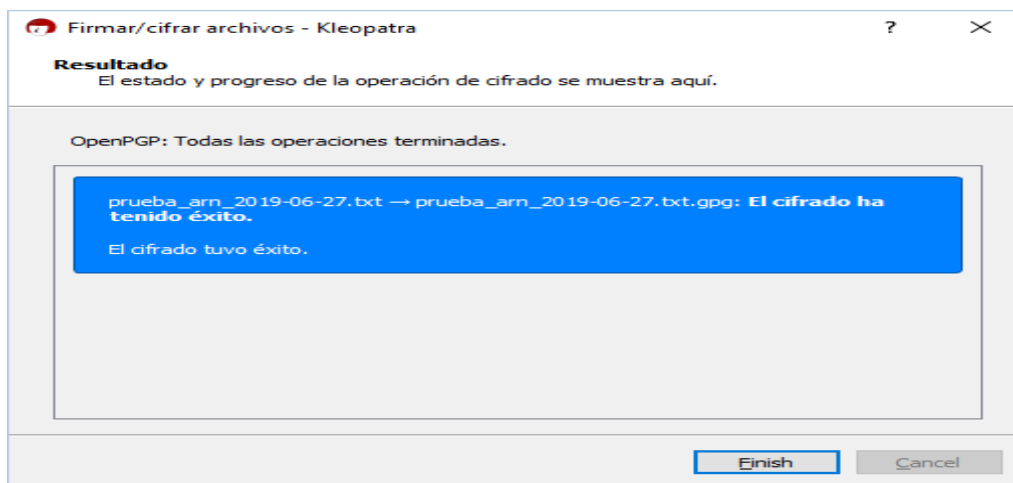 Firmar/cifrar archivos - Kleopatra
?
Resultado
El estado y progreso de la operación de cifrado se muestra aquí.
OpenPGP: Todas las operaciones terminadas.
prueba_arn_2019-06-27.txt → prueba_arn_2019-06-27.txt.gpg: El cifrado ha
tenido éxito.
El cifrado tuvo éxito.
Finish
Cancel